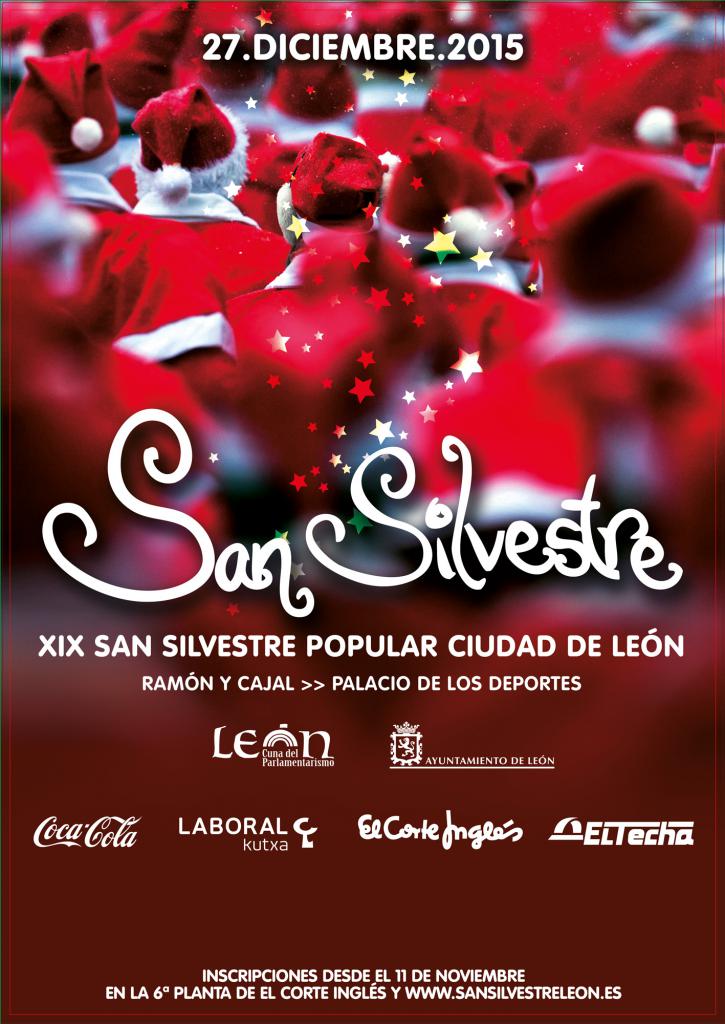 27.DICIEMBRE.2015
San Silvestre
XIX SAN SILVESTRE POPULAR CIUDAD DE LEÓN
RAMÓN Y CAJAL >> PALACIO DE LOS DEPORTES
LEÓN
Cuna del
Parlamentarismo
AYUNTAMIENTO DE LEÓN
Coca-Cola
LABORAL
kutxa
El Corte Inglés
ELTecha
INSCRIPCIONES DESDE EL 11 DE NOVIEMBRE
EN LA 6ª PLANTA DE EL CORTE INGLÉS Y WWW.SANSILVESTRELEON.ES